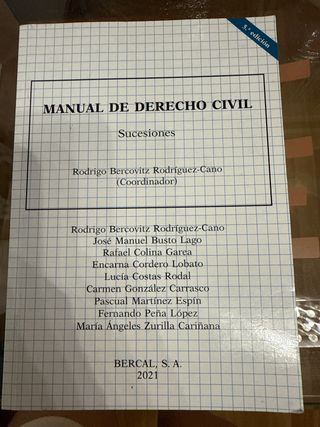 5.ª edición
MANUAL DE DERECHO CIVIL
Sucesiones
Rodrigo Bercovitz Rodríguez-Cano
(Coordinador)
Rodrigo Bercovitz Rodríguez-Cano
José Manuel Busto Lago
Rafael Colina Garea
Encarna Cordero Lobato
Lucía Costas Rodal
Carmen González Carrasco
Pascual Martínez Espín
Fernando Peña López
María Ángeles Zurilla Cariñana
BERCAL, S. A.
2021